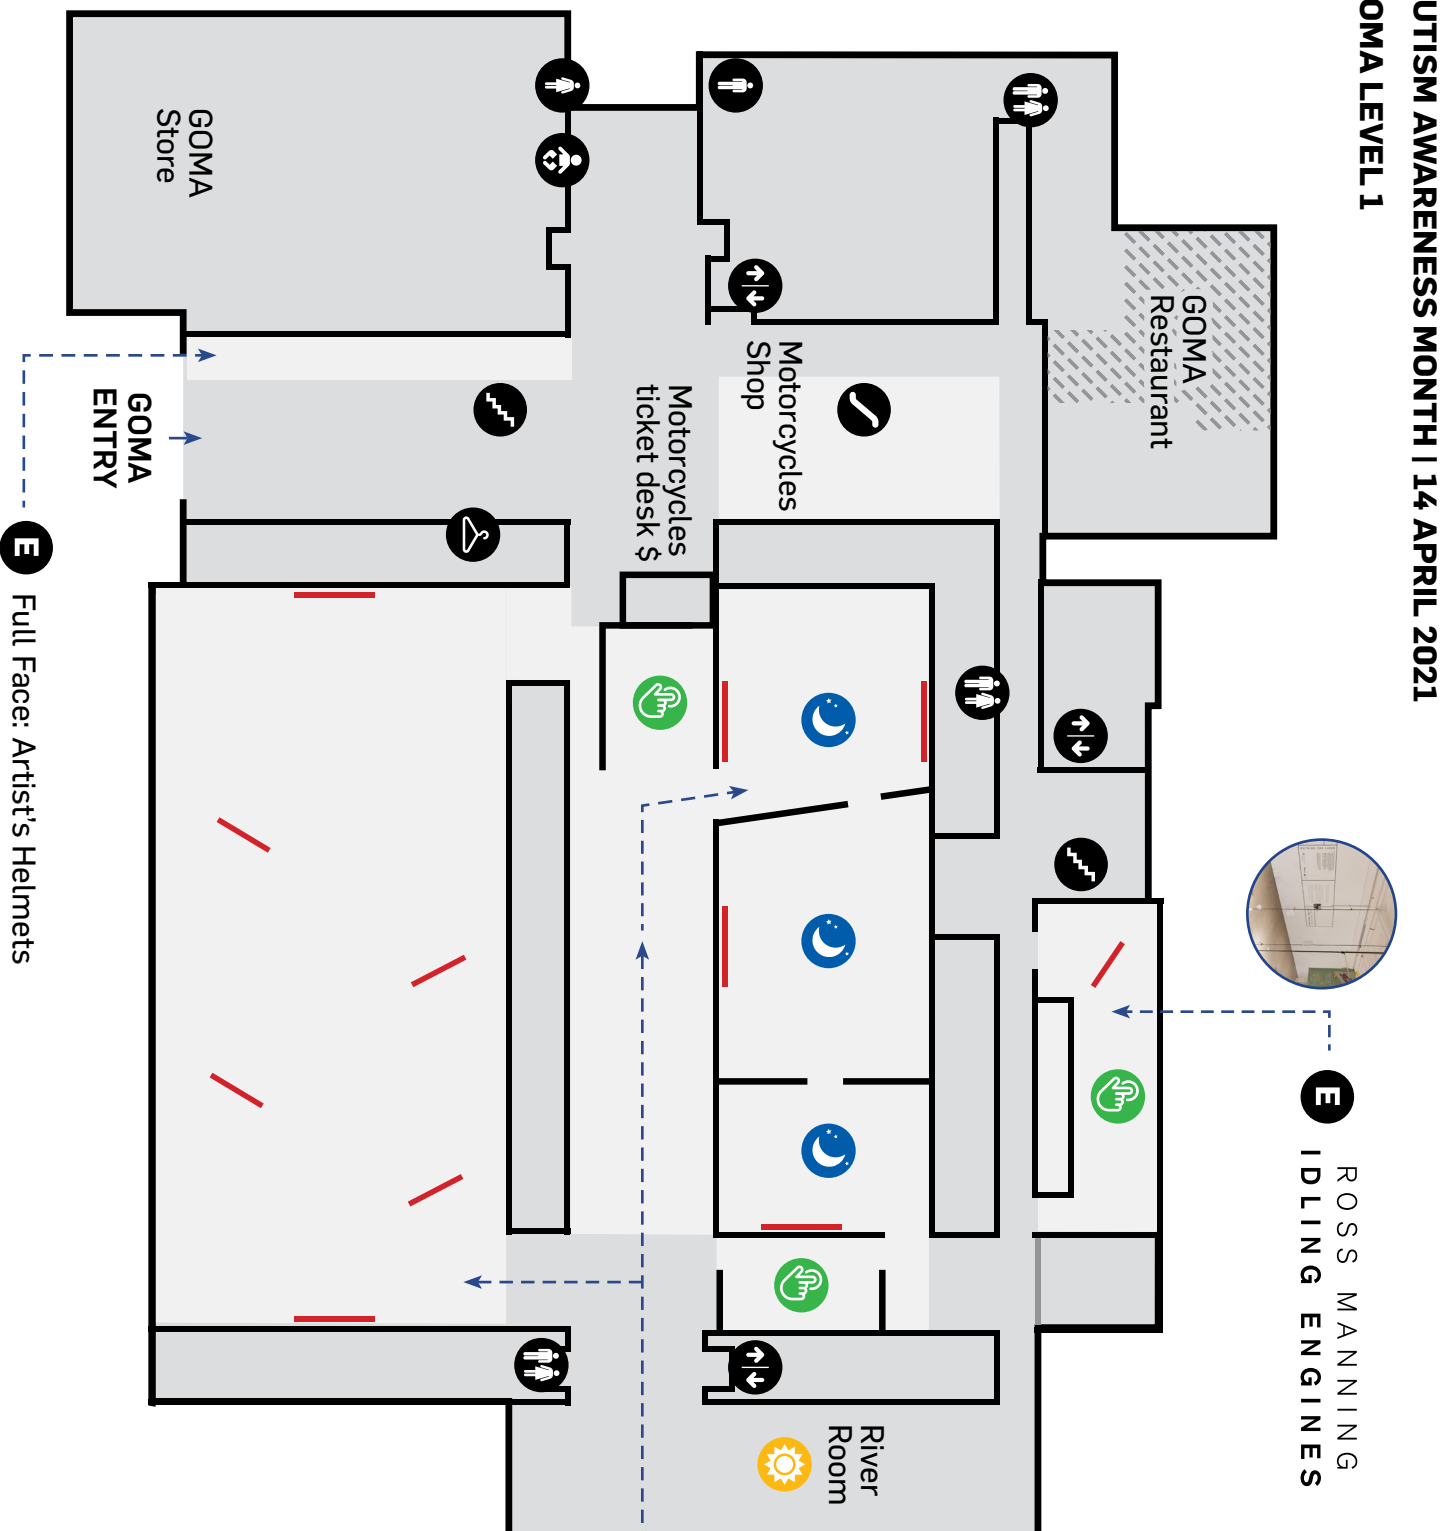 UTISM AWARENESS MONTH | 14 APRIL 2021
OMA LEVEL 1
E
ROSS MANNING
IDLING ENGINES
GOMA
Restaurant
River
Room
Motorcycles
Shop
Motorcycles
ticket desk $
GOMA
Store
GOMA
ENTRY
E Full Face: Artist’s Helmets